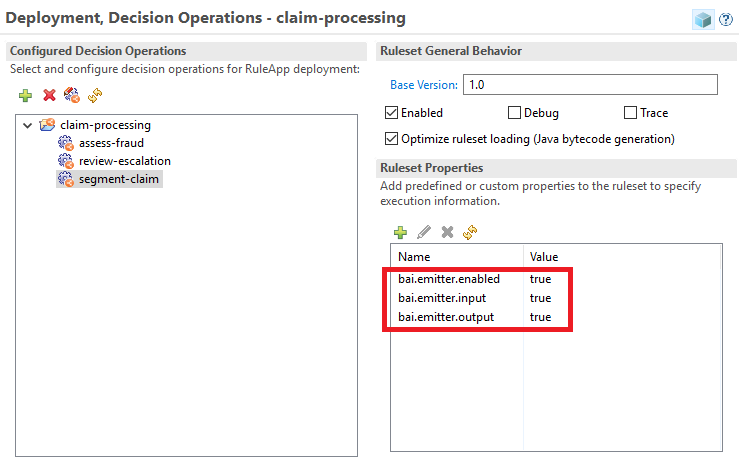 Deployment, Decision Operations - claim-processing
Configured Decision Operations
Select and configure decision operations for RuleApp deployment:
claim-processing
assess-fraud
review-escalation
segment-claim
Ruleset General Behavior
Base Version: 1.0
Enabled Debug Trace
Optimize ruleset loading (Java bytecode generation)
Ruleset Properties
Add predefined or custom properties to the ruleset to specify
execution information.
Name Value
bai.emitter.enabled true
bai.emitter.input true
bai.emitter.output true